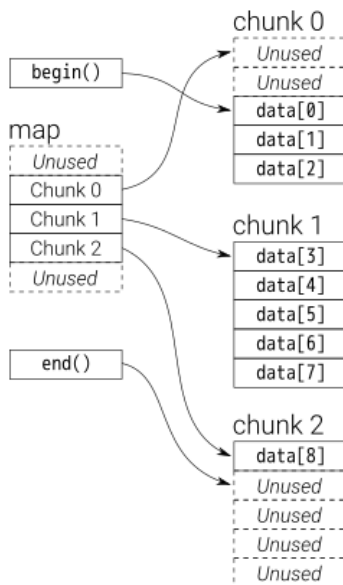 chunk 0
Unused
Unused
data[0]
data[1]
data[2]
begin()
map
Unused
Chunk 0
Chunk 1
Chunk 2
Unused
chunk 1
data[3]
data[4]
data[5]
data[6]
data[7]
end()
chunk 2
data[8]
Unused
Unused
Unused
Unused